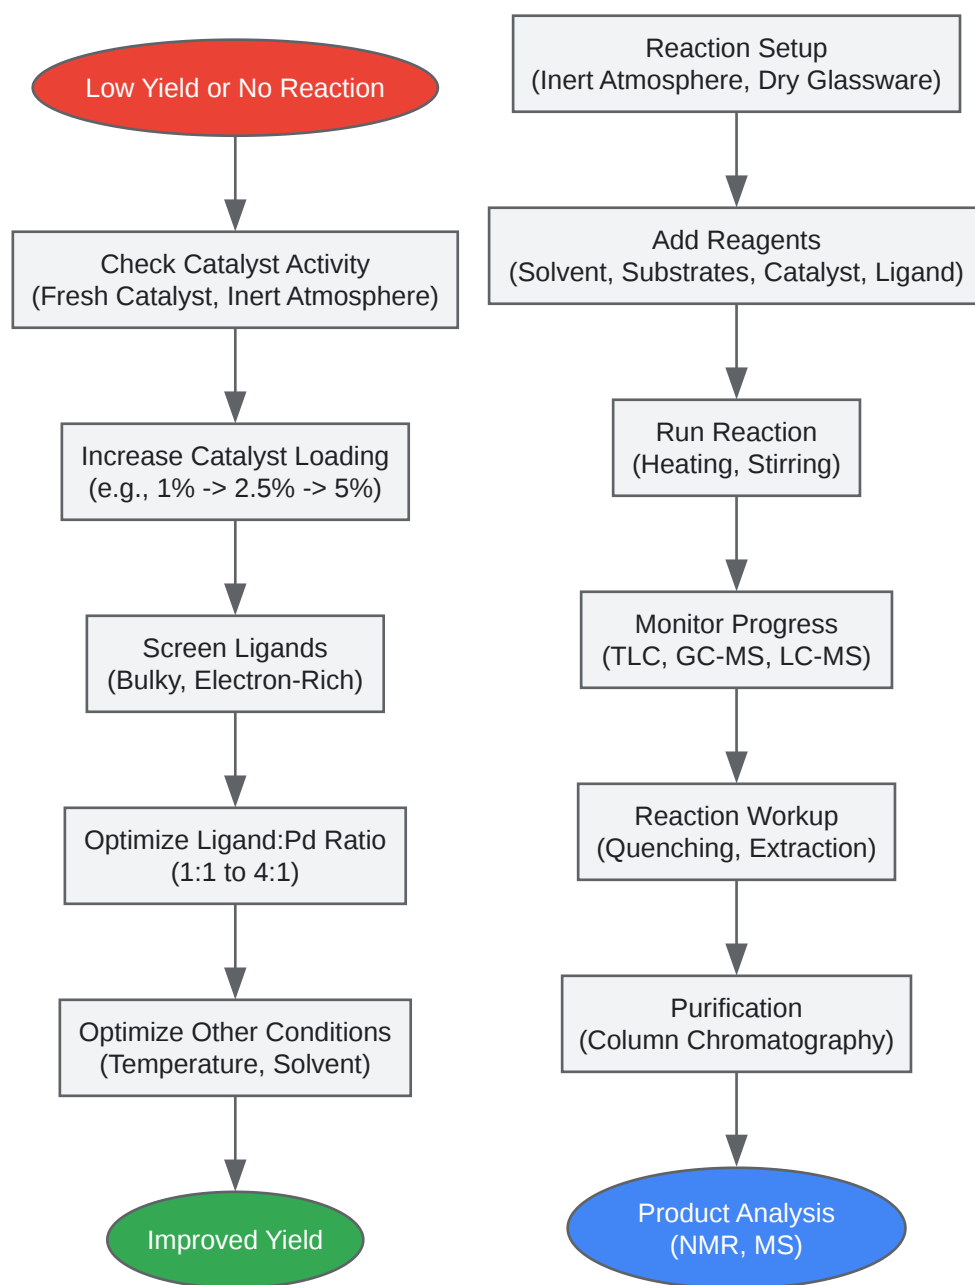 Low Yield or No Reaction
Check Catalyst Activity
(Fresh Catalyst, Inert Atmosphere)
Increase Catalyst Loading
(e.g., 1% -> 2.5% -> 5%)
Screen Ligands
(Bulky, Electron-Rich)
Optimize Ligand:Pd Ratio
(1:1 to 4:1)
Optimize Other Conditions
(Temperature, Solvent)
Improved Yield
Reaction Setup
(Inert Atmosphere, Dry Glassware)
Add Reagents
(Solvent, Substrates, Catalyst, Ligand)
Run Reaction
(Heating, Stirring)
Monitor Progress
(TLC, GC-MS, LC-MS)
Reaction Workup
(Quenching, Extraction)
Purification
(Column Chromatography)
Product Analysis
(NMR, MS)